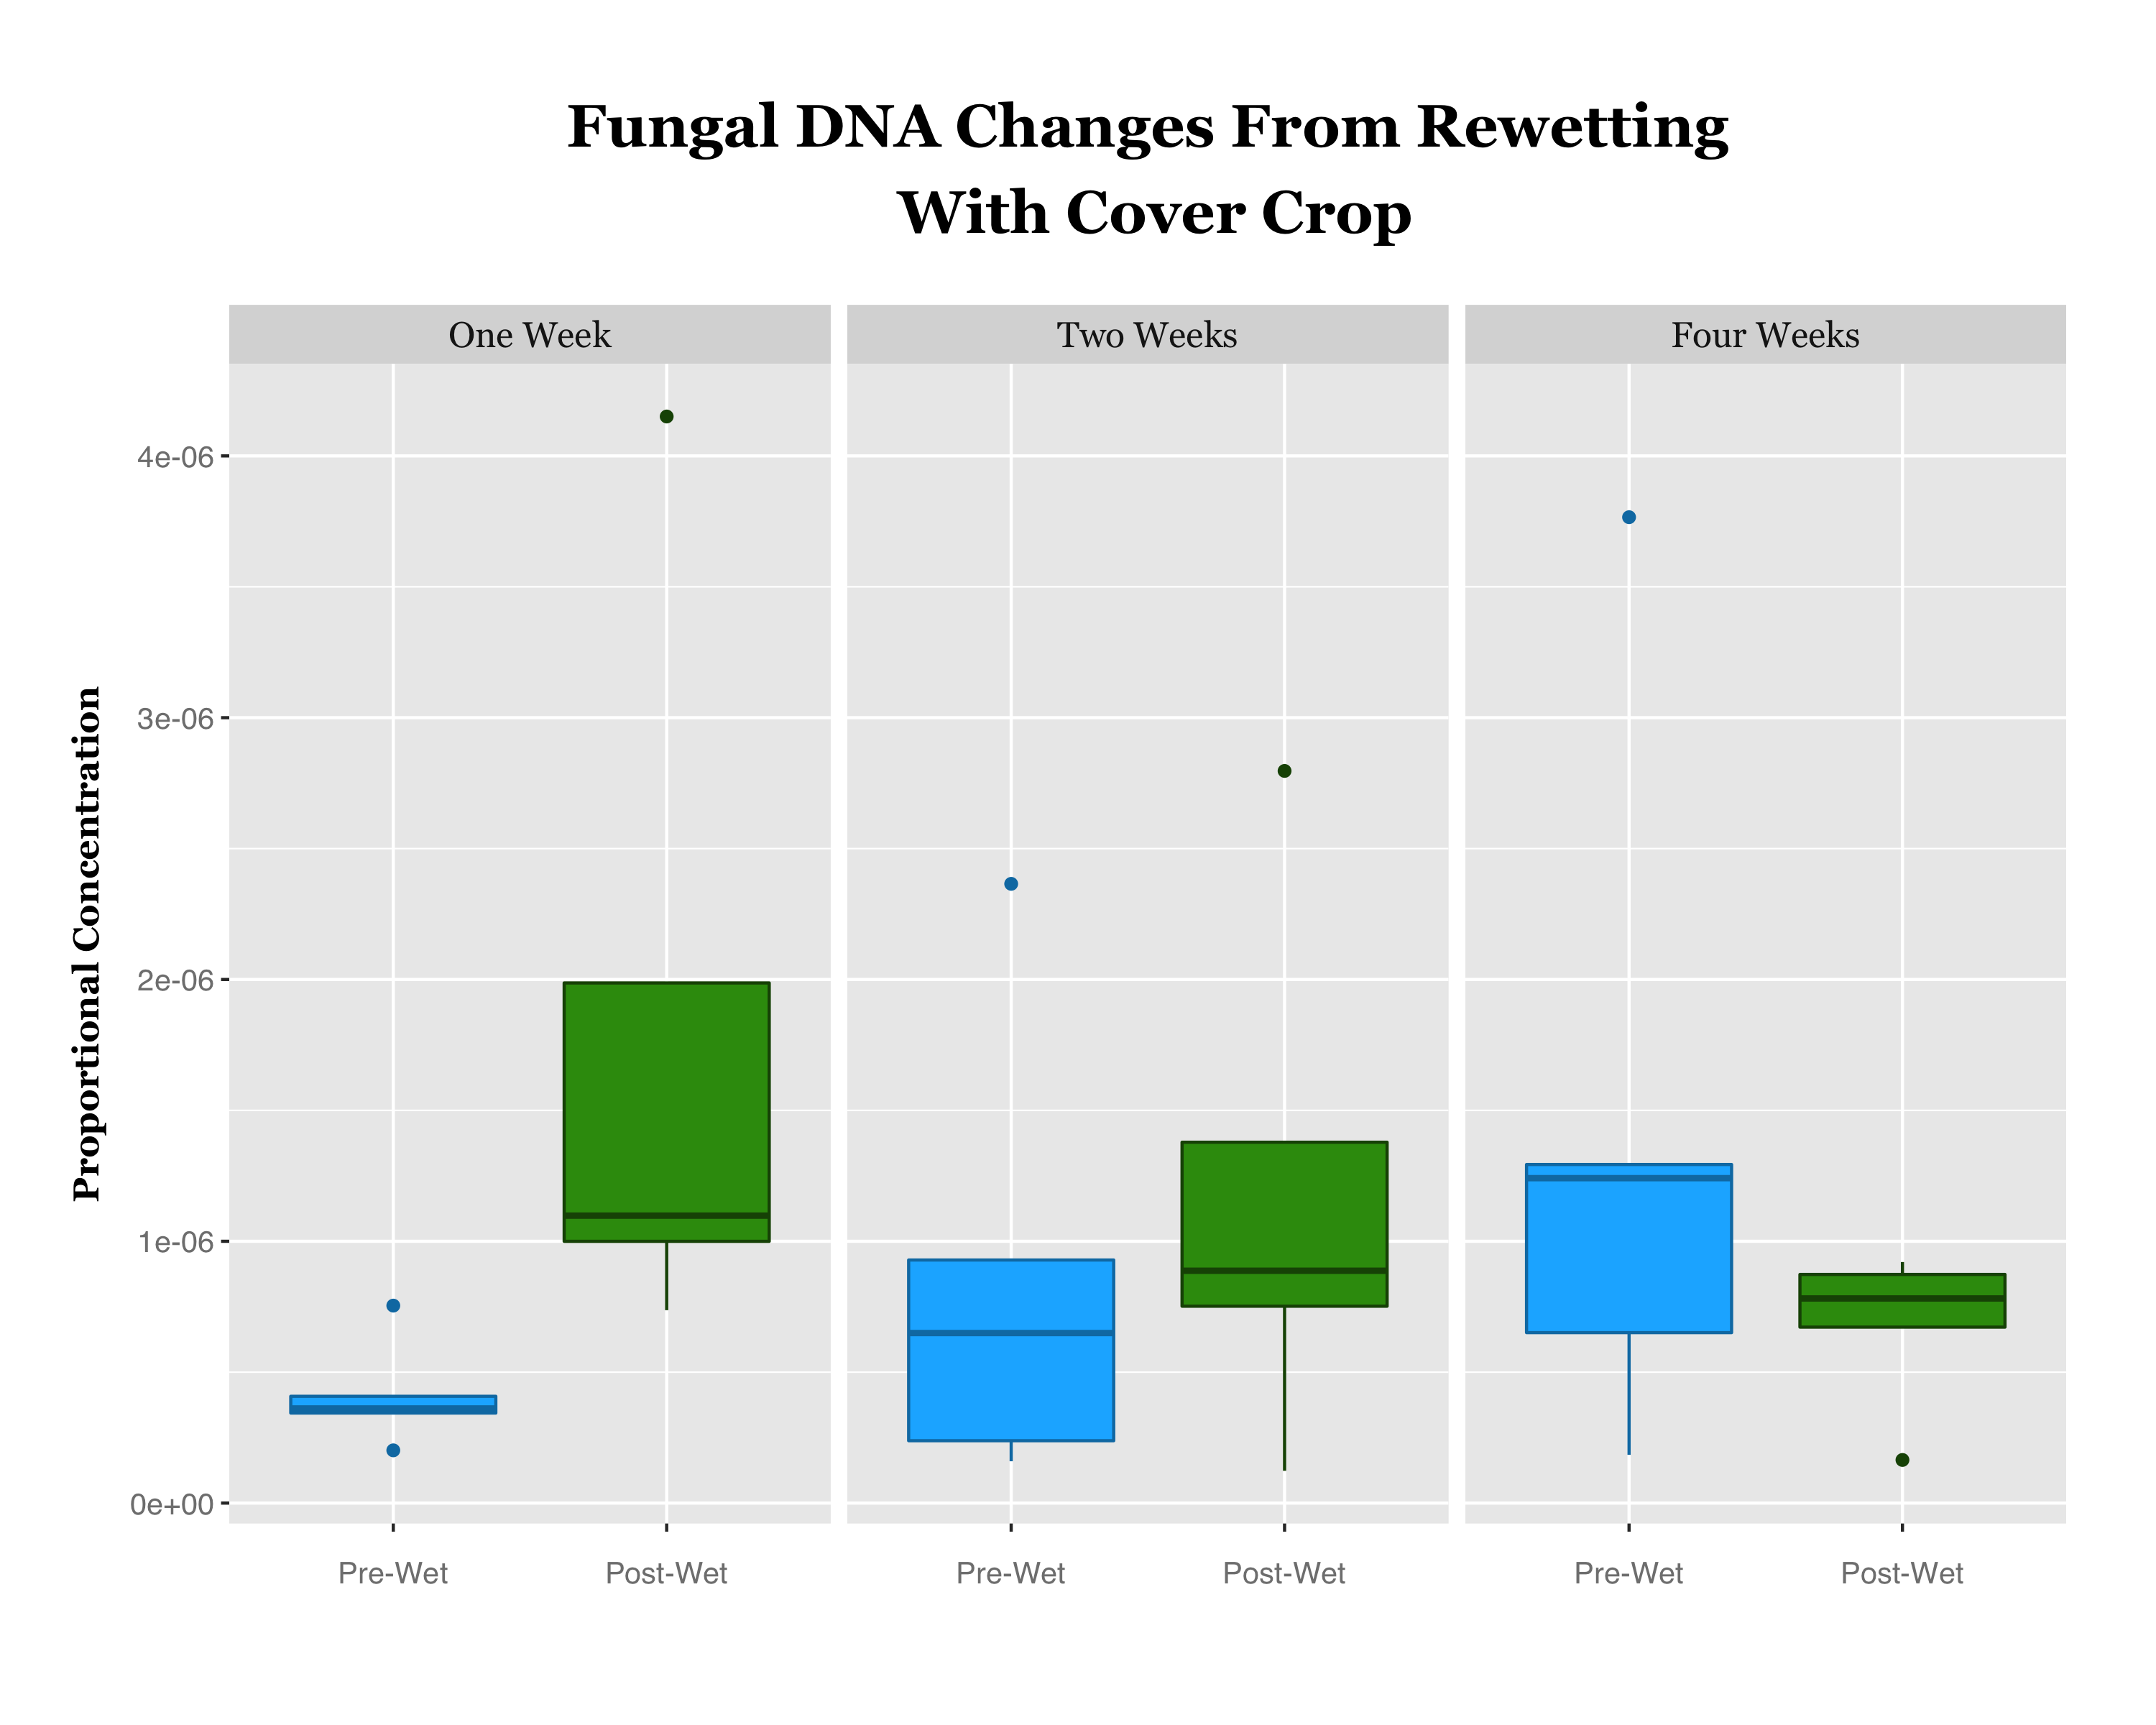 Fungal DNA Changes From Rewetting
With Cover Crop
One Week
Two Weeks
Four Weeks
Proportional Concentration
4e-06
3e-06
2e-06
1e-06
0e+00
Pre-Wet
Post-Wet
Pre-Wet
Post-Wet
Pre-Wet
Post-Wet